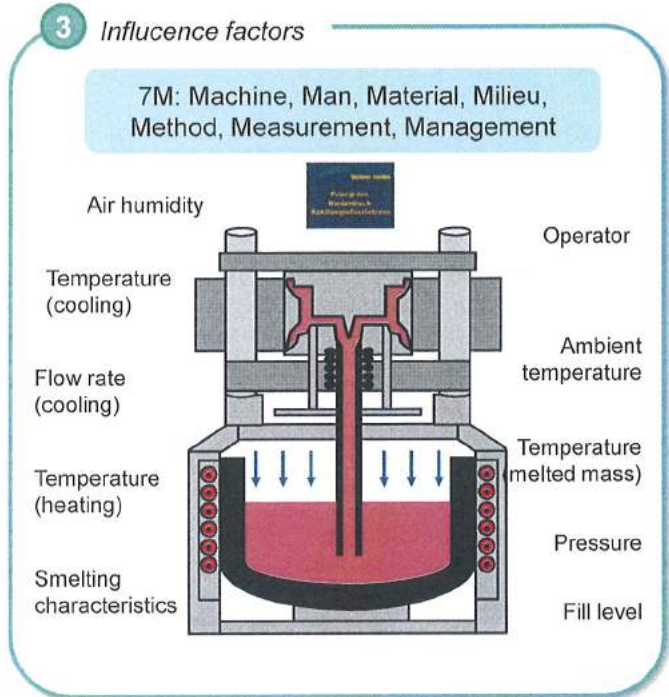 3 Influcence factors
7M: Machine, Man, Material, Milieu,
Method, Measurement, Management
Air humidity
Operator
Temperature
(cooling)
Ambient
temperature
Flow rate
(cooling)
Temperature
(melted mass)
Temperature
(heating)
Pressure
Smelting
characteristics
Fill level